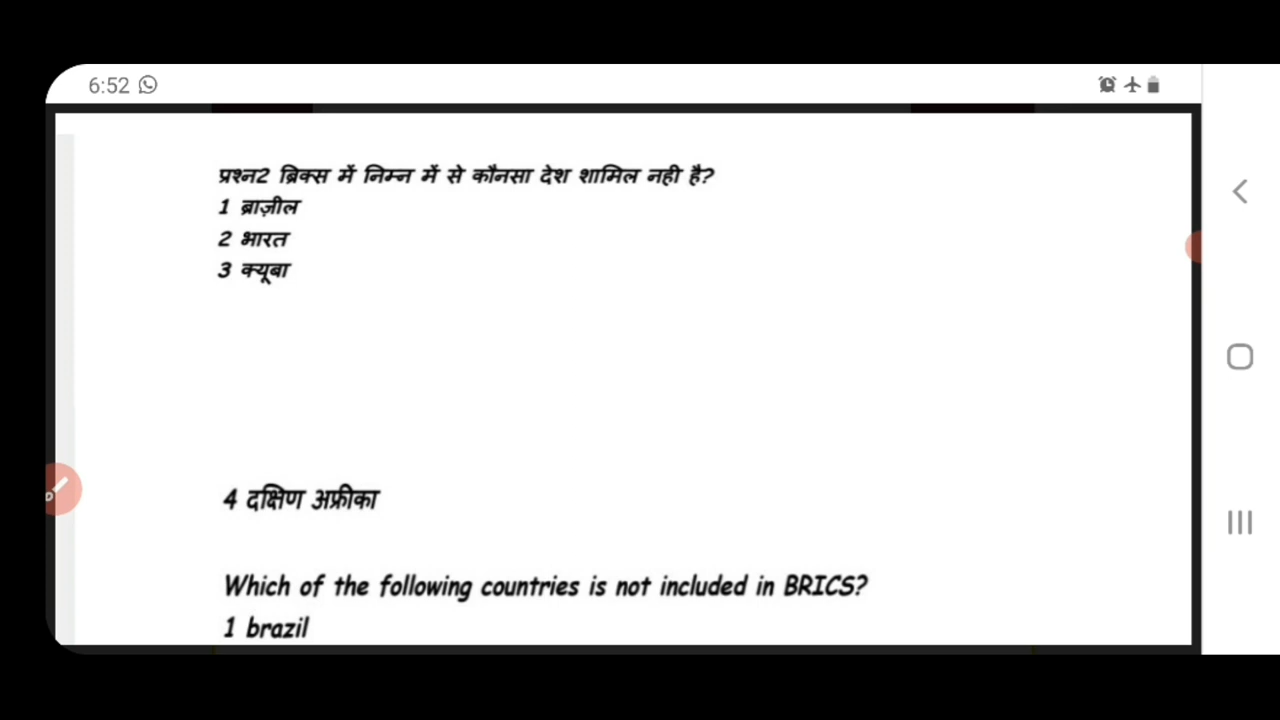 6:52
प्रश्न2 ब्रिक्स में निम्न में से कौनसा देश शामिल नही है?
1 ब्राज़ील
2 भारत
3 क्यूबा
4 दक्षिण अफ्रीका
Which of the following countries is not included in BRICS?
1 brazil